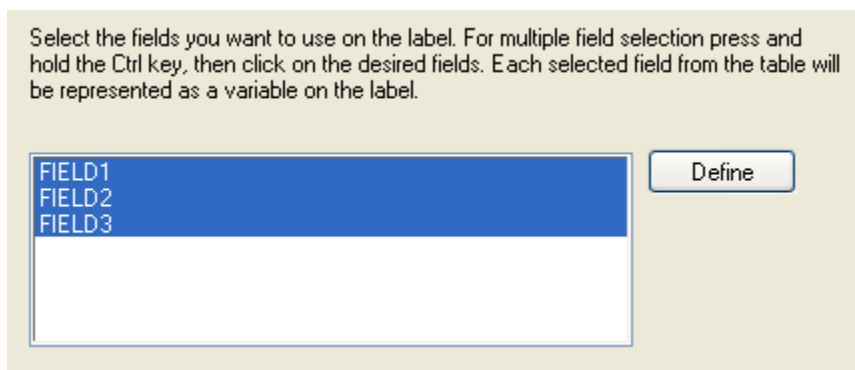 Select the fields you want to use on the label. For multiple field selection press and
hold the Ctrl key, then click on the desired fields. Each selected field from the table will
be represented as a variable on the label.
FIELD1
Define
FIELD2
FIELD3